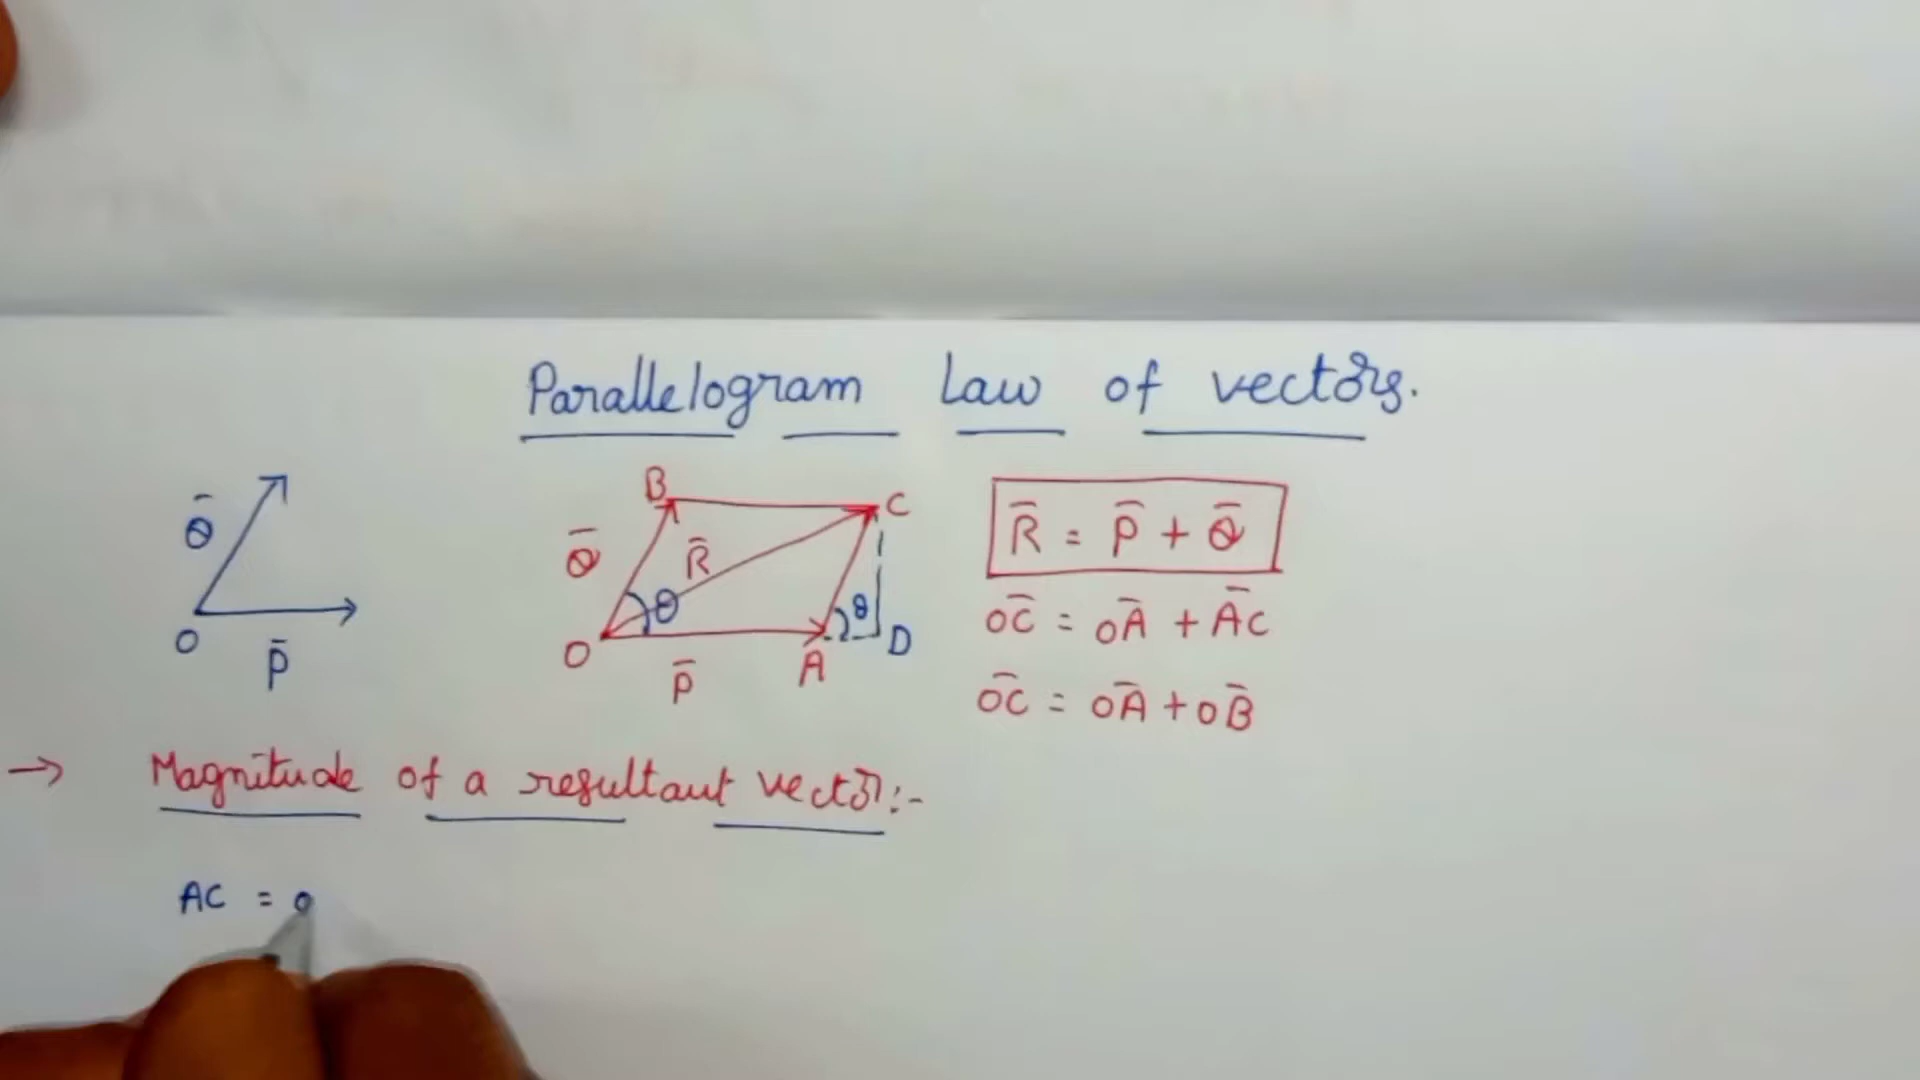 Parallelogram Law of vectors.
Q̄
O
P̄
B
C
Q̄
R̄
θ
θ
O
P̄
A
D
R̄ = P̄ + Q̄
OC̄ = OĀ + ĀC
OC̄ = OĀ + OB̄
→ Magnitude of a resultant vector:-
AC = O